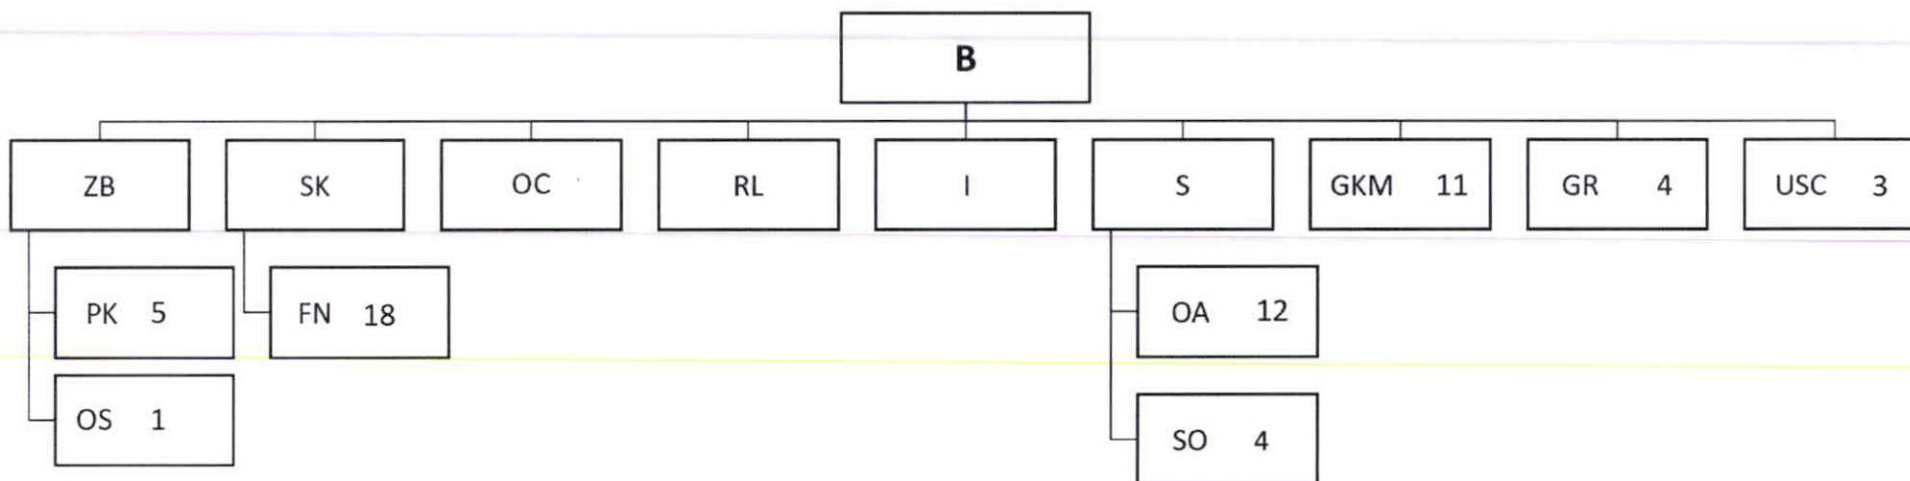 B
ZB
SK
OC
RL
I
S
GKM 11
GR 4
USC 3
PK 5
FN 18
OA 12
OS 1
SO 4